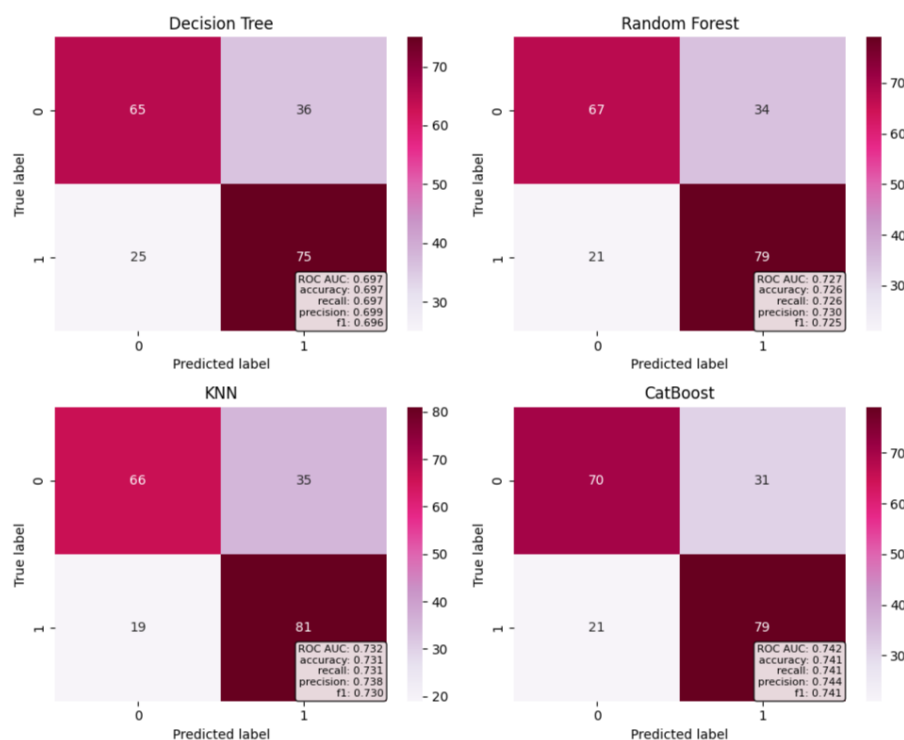 Decision Tree
True label
0
1
65
36
25
75
70
60
50
40
30
ROC AUC: 0.697
accuracy: 0.697
recall: 0.697
precision: 0.699
f1: 0.696
0
1
Predicted label
Random Forest
True label
0
1
67
34
21
79
70
60
50
40
30
ROC AUC: 0.727
accuracy: 0.726
recall: 0.726
precision: 0.730
f1: 0.725
0
1
Predicted label
KNN
True label
0
1
66
35
19
81
80
70
60
50
40
30
20
ROC AUC: 0.732
accuracy: 0.731
recall: 0.731
precision: 0.738
f1: 0.730
0
1
Predicted label
CatBoost
True label
0
1
70
31
21
79
70
60
50
40
30
ROC AUC: 0.742
accuracy: 0.741
recall: 0.741
precision: 0.744
f1: 0.741
0
1
Predicted label